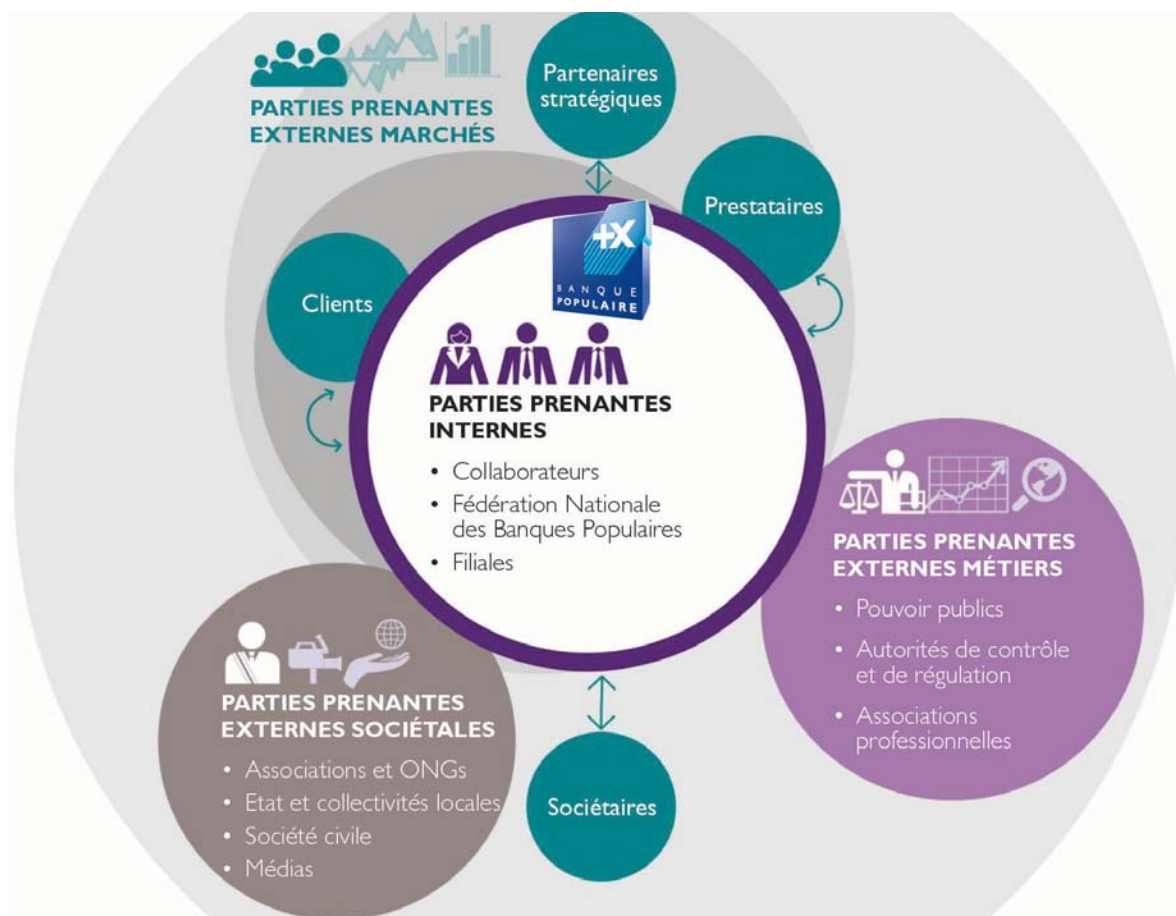 PARTIES PRENANTES
EXTERNES MARCHÉS
Partenaires
stratégiques
Prestataires
Clients
+X
BANQUE
POPULAIRE
PARTIES PRENANTES
INTERNES
• Collaborateurs
• Fédération Nationale
des Banques Populaires
• Filiales
PARTIES PRENANTES
EXTERNES MÉTIERS
• Pouvoir publics
• Autorités de contrôle
et de régulation
• Associations
professionnelles
PARTIES PRENANTES
EXTERNES SOCIÉTALES
• Associations et ONGs
• Etat et collectivités locales
• Société civile
• Médias
Sociétaires